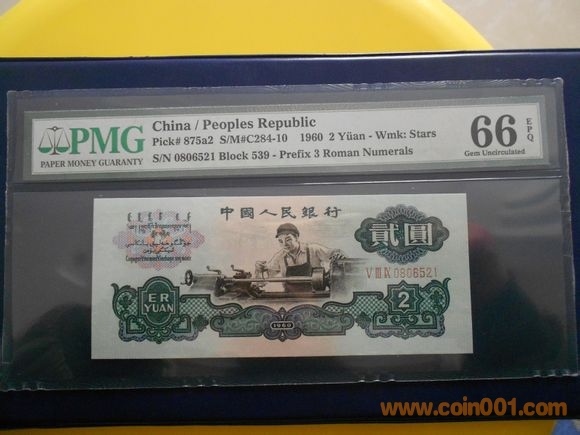 PMG
PAPER MONEY GUARANTY
China / Peoples Republic
Pick# 875a2 S/M#C284-10 1960 2 Yüan - Wmk: Stars
S/N 0806521 Block 539 - Prefix 3 Roman Numerals
66 EPQ
Gem Uncirculated
中國人民銀行
貳圓
V III IX 0806521
ER
YUAN
2
1960
www.coin001.com